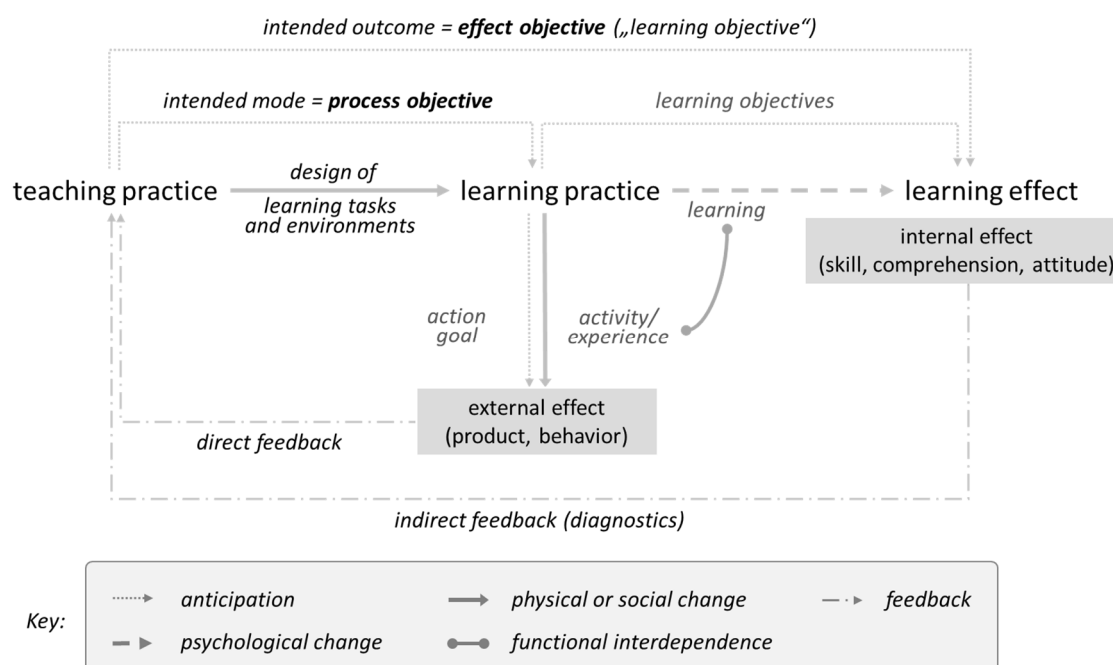 intended outcome = effect objective („learning objective“)
intended mode = process objective
learning objectives
teaching practice
design of
learning tasks
and environments
learning practice
learning
learning effect
internal effect
(skill, comprehension, attitude)
action
goal
activity/
experience
external effect
(product, behavior)
direct feedback
indirect feedback (diagnostics)
Key:
anticipation
physical or social change
feedback
psychological change
functional interdependence